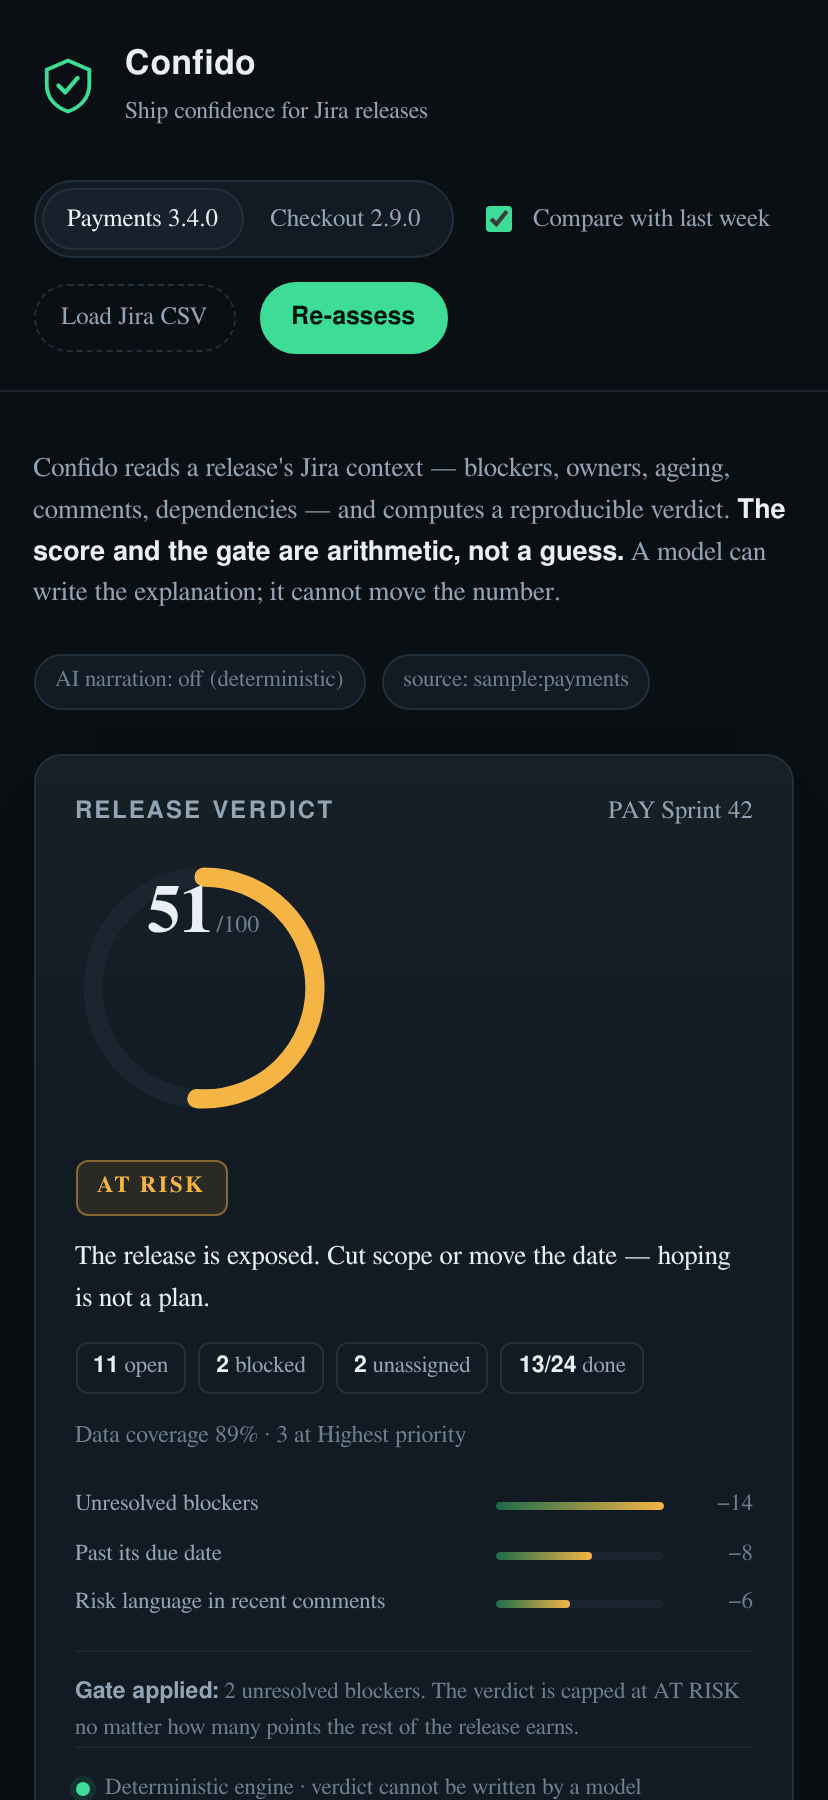 Confido
Ship confidence for Jira releases
Payments 3.4.0
Checkout 2.9.0
Compare with last week
Load Jira CSV
Re-assess
Confido reads a release's Jira context — blockers, owners, ageing,
comments, dependencies — and computes a reproducible verdict. The
score and the gate are arithmetic, not a guess. A model can
write the explanation; it cannot move the number.
AI narration: off (deterministic)
source: sample:payments
RELEASE VERDICT
PAY Sprint 42
51/100
AT RISK
The release is exposed. Cut scope or move the date — hoping
is not a plan.
11 open
2 blocked
2 unassigned
13/24 done
Data coverage 89% · 3 at Highest priority
Unresolved blockers −14
Past its due date −8
Risk language in recent comments −6
Gate applied: 2 unresolved blockers. The verdict is capped at AT RISK
no matter how many points the rest of the release earns.
Deterministic engine · verdict cannot be written by a model